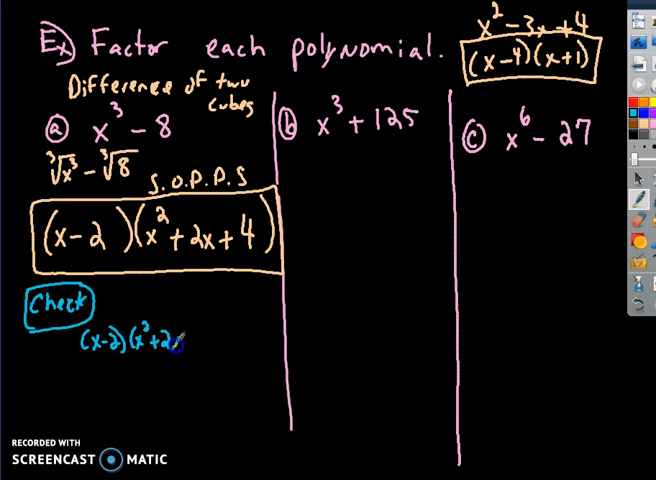 Ex) Factor each polynomial.
x² - 3x + 4
(x-4)(x+1)
Difference of two
cubes
a) x³ - 8
∛x³ - ∛8
S.O.P.P.S
(x-2)(x²+2x+4)
Check
(x-2)(x²+2
b) x³ + 125
c) x⁶ - 27
RECORDED WITH
SCREENCAST MATIC